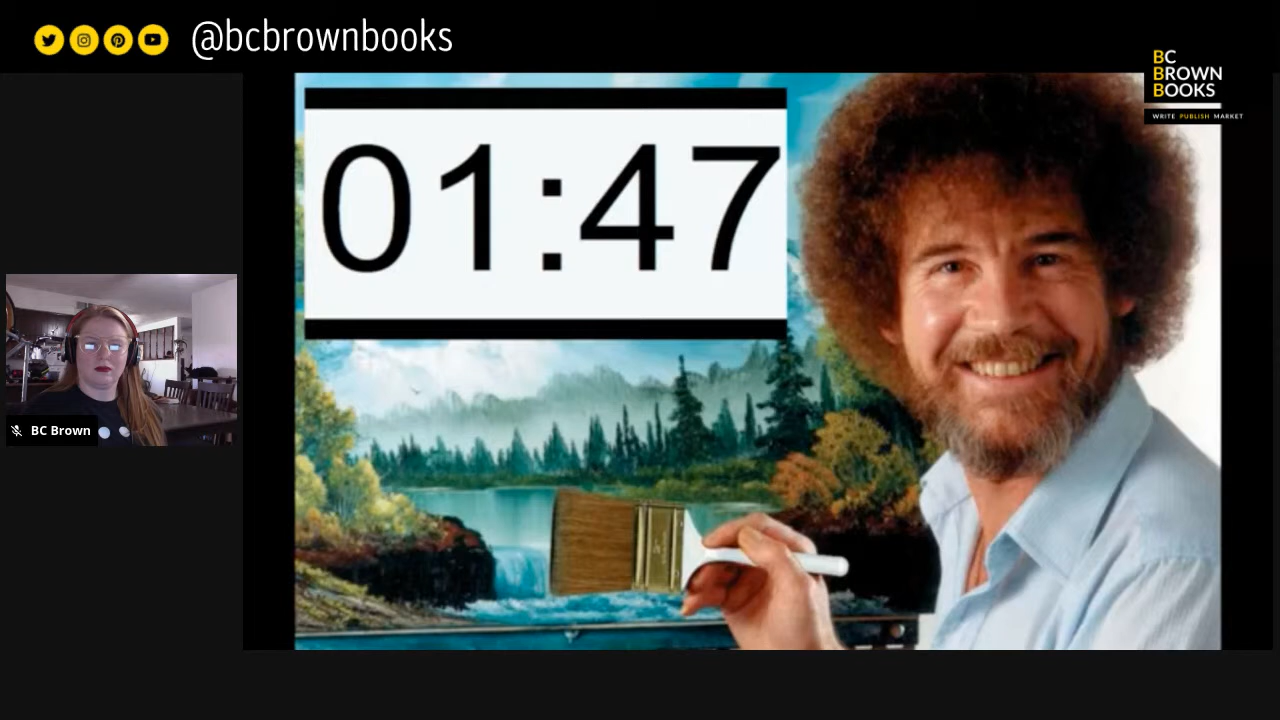 @bcbrownbooks
BC
BROWN
BOOKS
WRITE PUBLISH MARKET
01:47
BC Brown